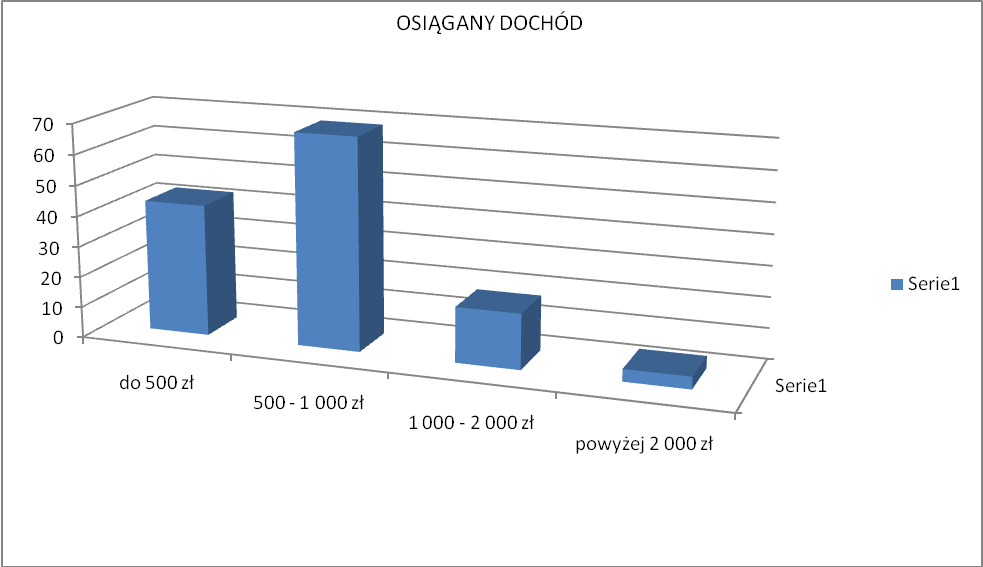 OSIĄGANY DOCHÓD
70
60
50
40
30
20
10
0
do 500 zł
500 - 1 000 zł
1 000 - 2 000 zł
powyżej 2 000 zł
Serie1
Serie1